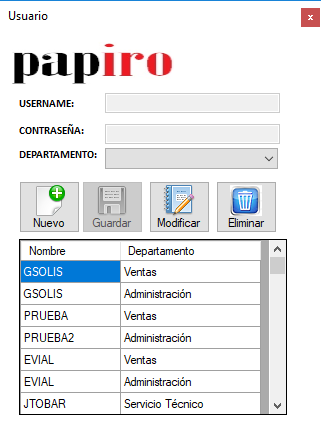 Usuario
x
papiro
USERNAME:
CONTRASEÑA:
DEPARTAMENTO:
Nuevo Guardar Modificar Eliminar
Nombre Departamento
GSOLIS Ventas
GSOLIS Administración
PRUEBA Ventas
PRUEBA2 Administración
EVIAL Ventas
EVIAL Administración
JTOBAR Servicio Técnico